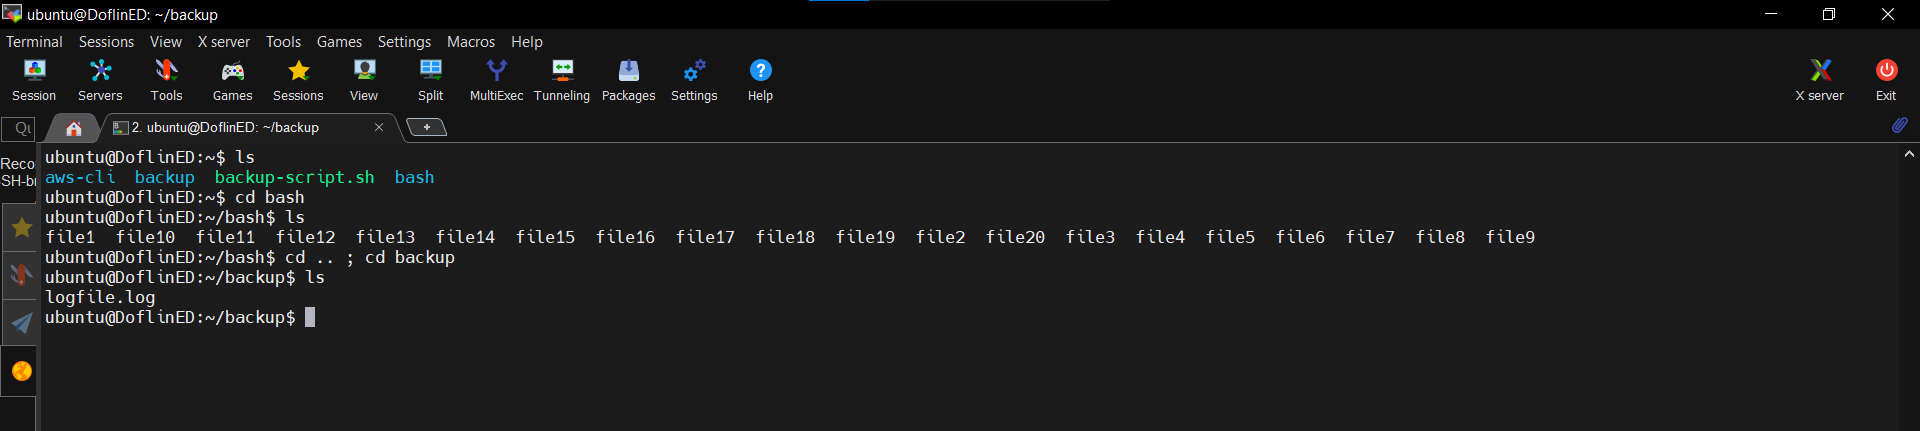 ubuntu@DoflinED: ~/backup
Terminal Sessions View X server Tools Games Settings Macros Help
Session Servers Tools Games Sessions View Split MultiExec Tunneling Packages Settings Help X server Exit
2. ubuntu@DoflinED: ~/backup
Reco
SH-b
ubuntu@DoflinED:~$ ls
aws-cli  backup  backup-script.sh  bash
ubuntu@DoflinED:~$ cd bash
ubuntu@DoflinED:~/bash$ ls
file1  file10  file11  file12  file13  file14  file15  file16  file17  file18  file19  file2  file20  file3  file4  file5  file6  file7  file8  file9
ubuntu@DoflinED:~/bash$ cd .. ; cd backup
ubuntu@DoflinED:~/backup$ ls
logfile.log
ubuntu@DoflinED:~/backup$